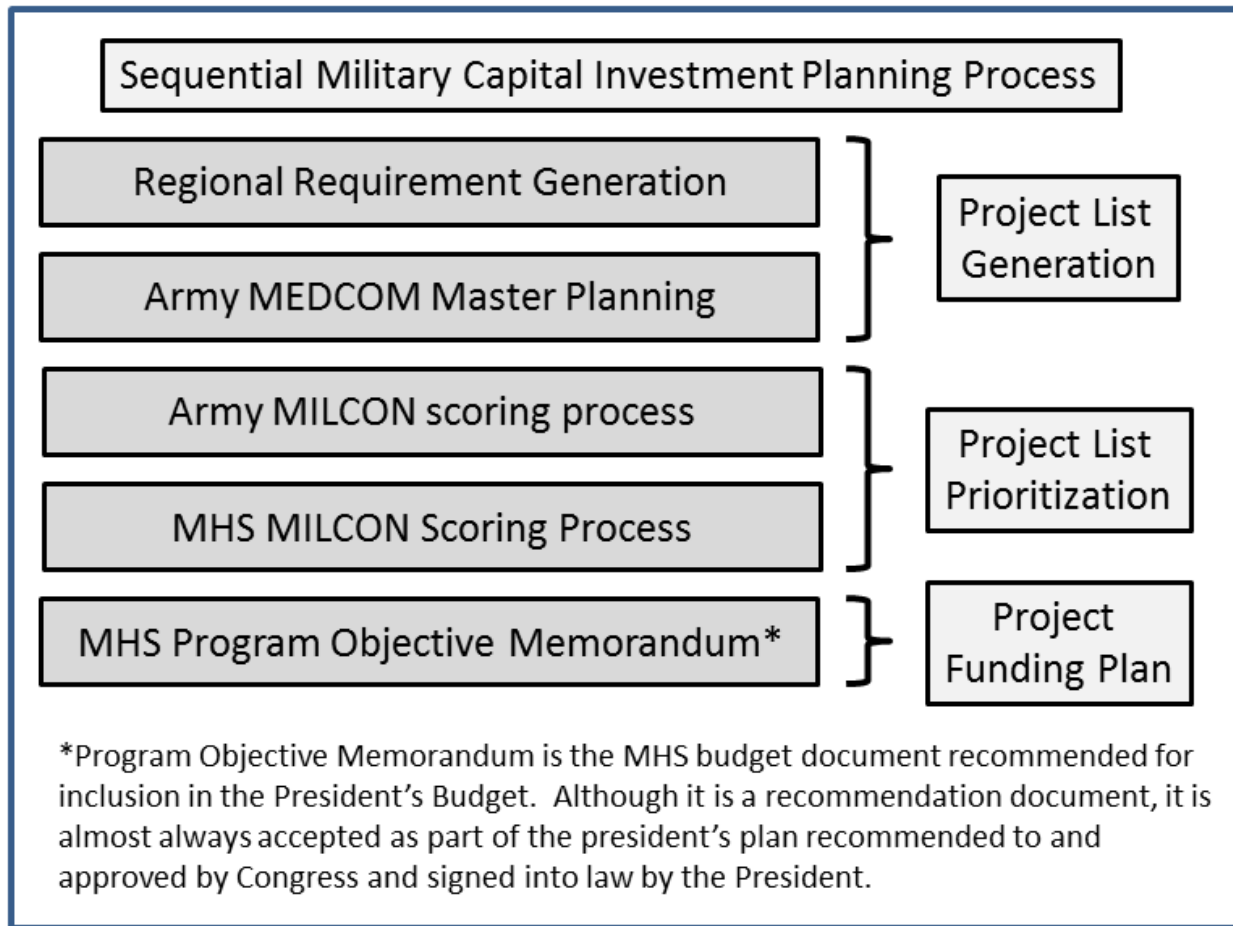 Sequential Military Capital Investment Planning Process
Regional Requirement Generation
Army MEDCOM Master Planning
Project List
Generation
Army MILCON scoring process
MHS MILCON Scoring Process
Project List
Prioritization
MHS Program Objective Memorandum*
Project
Funding Plan
*Program Objective Memorandum is the MHS budget document recommended for
inclusion in the President’s Budget.  Although it is a recommendation document, it is
almost always accepted as part of the president’s plan recommended to and
approved by Congress and signed into law by the President.